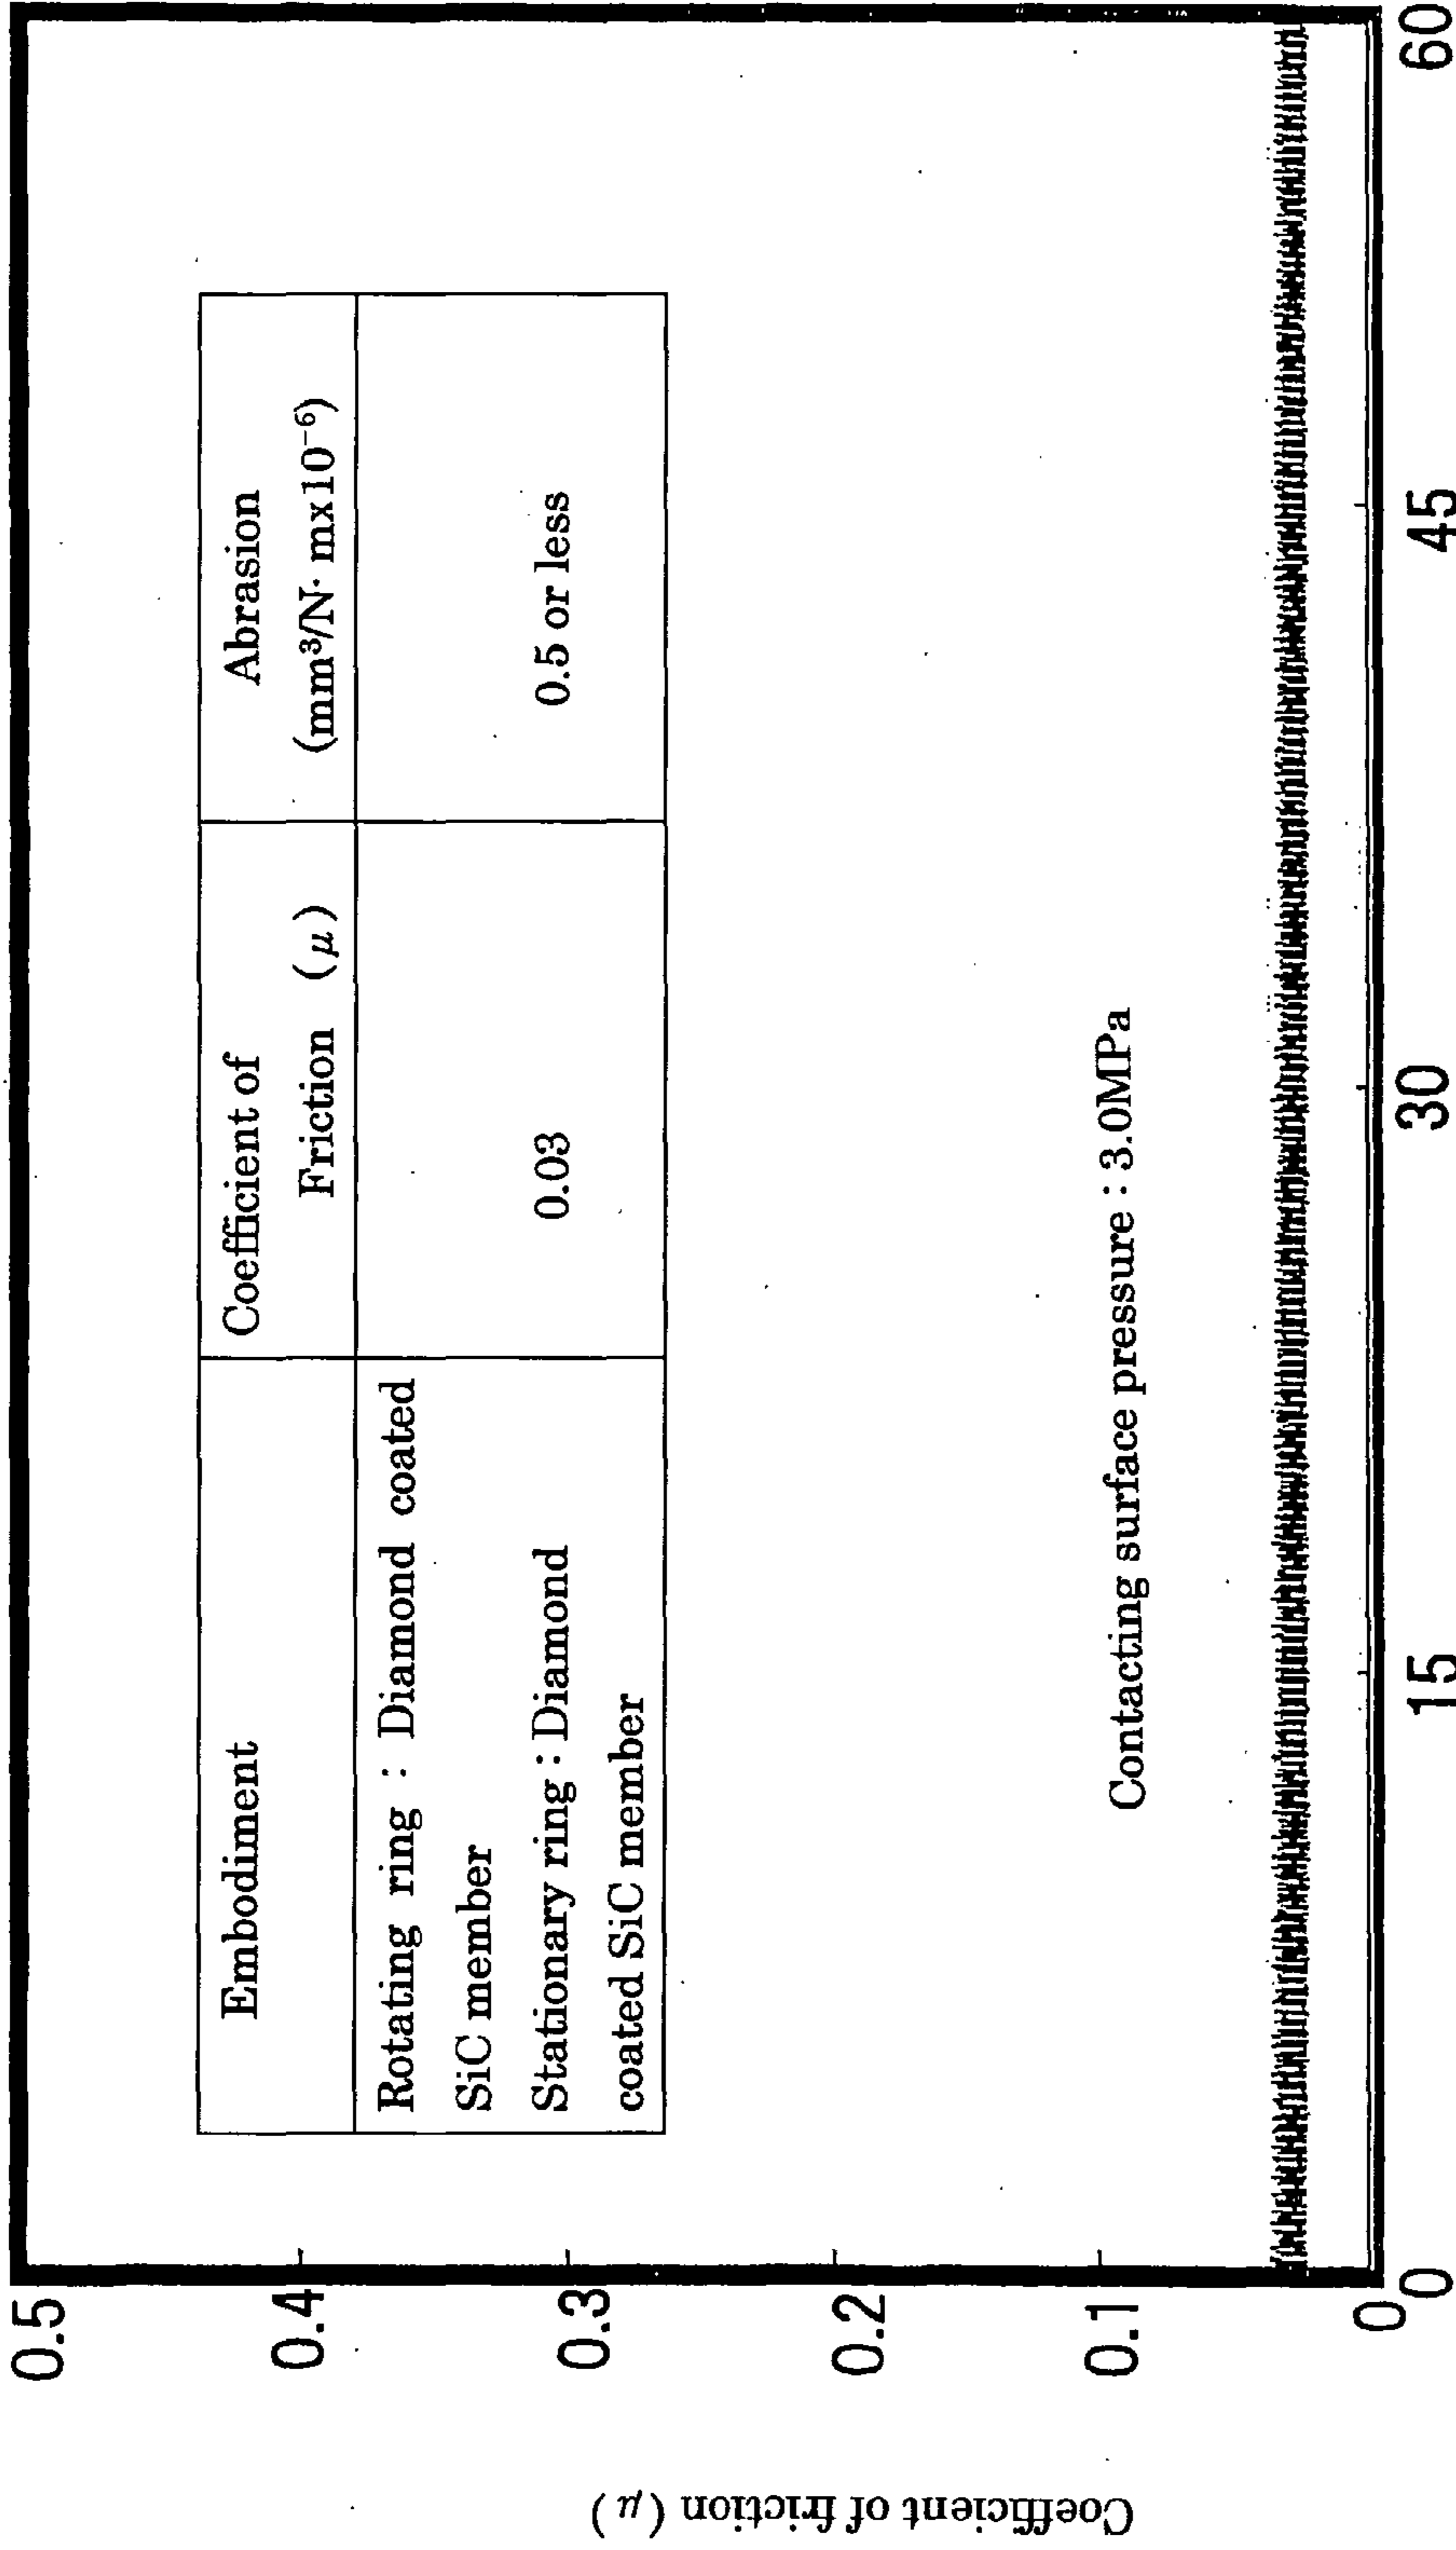 Coefficient of friction (μ)
0.5
0.4
0.3
0.2
0.1
0
Embodiment
Coefficient of
Friction (μ)
Abrasion
(mm³/N· mx10⁻⁶)
Rotating ring : Diamond coated
SiC member
Stationary ring : Diamond
coated SiC member
0.03
0.5 or less
Contacting surface pressure : 3.0MPa
0
15
30
45
60